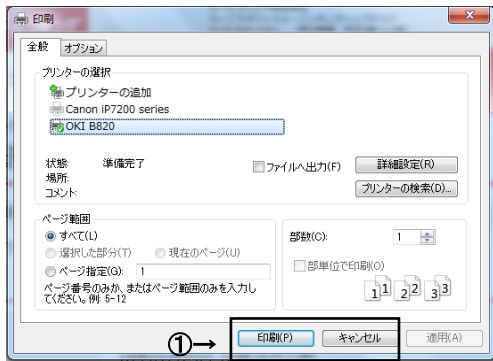 印刷
全般 オプション
プリンターの選択
プリンターの追加
Canon iP7200 series
OKI B820
状態: 準備完了
場所:
コメント:
ファイルへ出力(F)
詳細設定(R)
プリンターの検索(D)...
ページ範囲
すべて(L)
選択した部分(T) 現在のページ(U)
ページ指定(G): 1
ページ番号のみか、またはページ範囲のみを入力し
てください。例: 5-12
部数(C): 1
部単位で印刷(O)
11 22 33
①→ 印刷(P) キャンセル 適用(A)